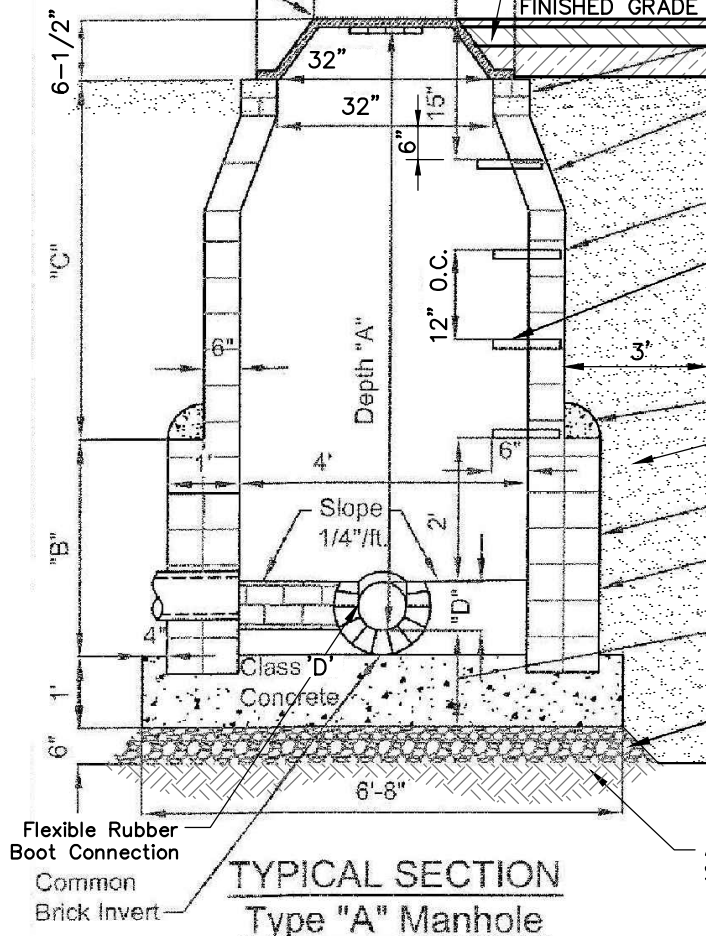 FINISHED GRADE
6-1/2"
32"
32"
15"
6"
"C"
12" O.C.
6"
Depth "A"
3'
1'
4'
6"
Slope
1/4"/ft.
2'
"B"
"D"
4"
Class 'D'
Concrete
1'
6"
6'-8"
Flexible Rubber
Boot Connection
Common
Brick Invert
TYPICAL SECTION
Type "A" Manhole